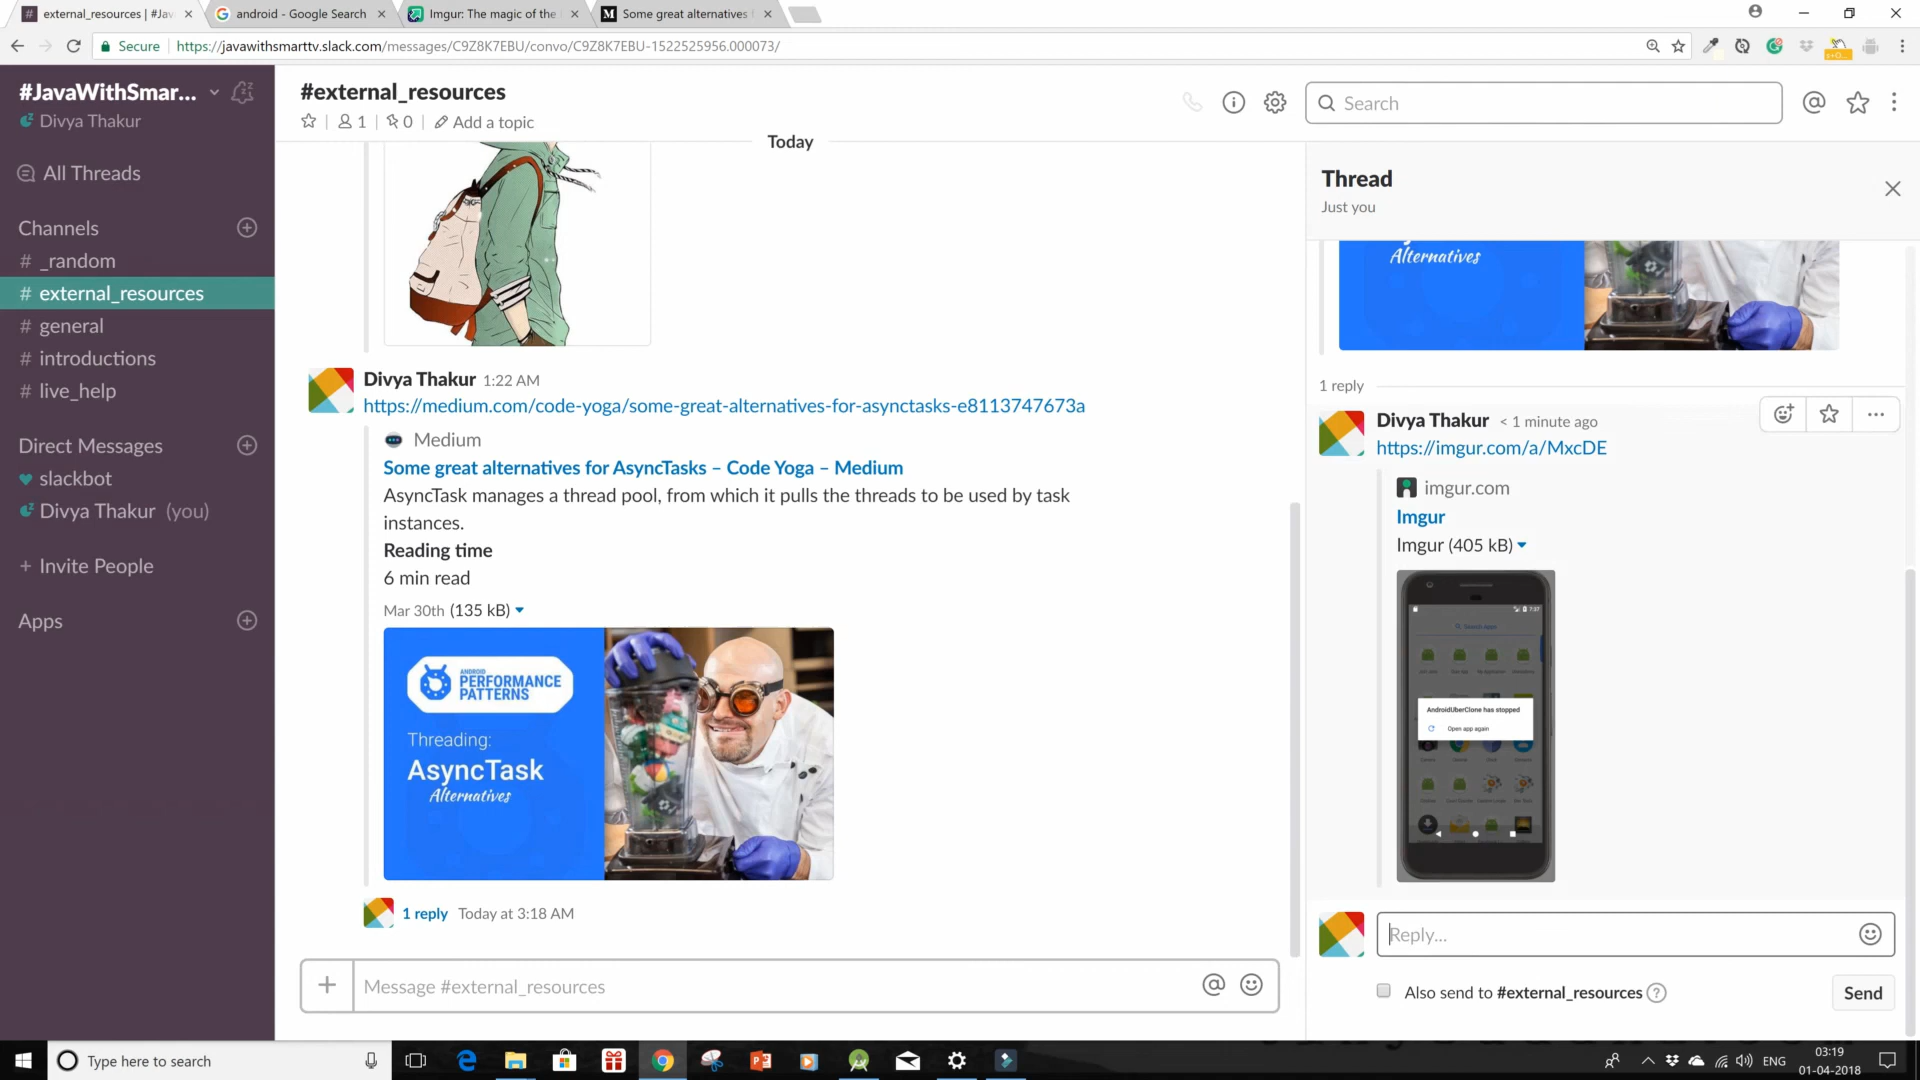 external_resources | #Jav
android - Google Search
Imgur: The magic of the
Some great alternatives
Secure
https://javawithsmarttv.slack.com/messages/C9Z8K7EBU/convo/C9Z8K7EBU-1522525956.000073/
#JavaWithSmar...
Divya Thakur
All Threads
Channels
# _random
# external_resources
# general
# introductions
# live_help
Direct Messages
slackbot
Divya Thakur (you)
+ Invite People
Apps
#external_resources
1
0
Add a topic
Search
Today
Divya Thakur 1:22 AM
https://medium.com/code-yoga/some-great-alternatives-for-asynctasks-e8113747673a
Medium
Some great alternatives for AsyncTasks – Code Yoga – Medium
AsyncTask manages a thread pool, from which it pulls the threads to be used by task
instances.
Reading time
6 min read
Mar 30th (135 kB)
ANDROID
PERFORMANCE
PATTERNS
Threading:
AsyncTask
Alternatives
1 reply Today at 3:18 AM
Message #external_resources
Thread
Just you
Alternatives
1 reply
Divya Thakur < 1 minute ago
https://imgur.com/a/MxcDE
imgur.com
Imgur
Imgur (405 kB)
7:37
Search Apps
AndroidUberClone has stopped
Open app again
Reply...
Also send to #external_resources
Send
Type here to search
ENG
03:19
01-04-2018